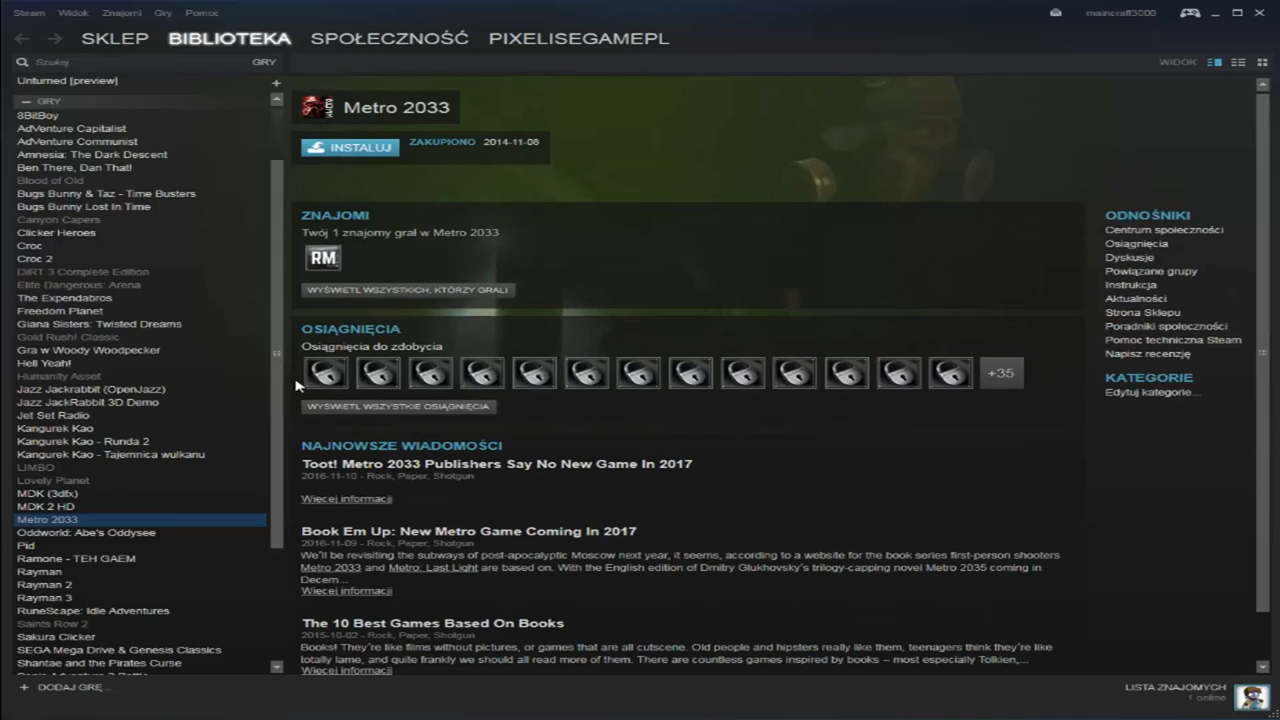 Steam Widok Znajomi Gry Pomoc
maincraft3000
SKLEP BIBLIOTEKA SPOŁECZNOŚĆ PIXELISEGAMEPL
Szukaj GRY
WIDOK
Unturned [preview]
GRY
8BitBoy
AdVenture Capitalist
AdVenture Communist
Amnesia: The Dark Descent
Ben There, Dan That!
Blood of Old
Bugs Bunny & Taz - Time Busters
Bugs Bunny Lost In Time
Canyon Capers
Clicker Heroes
Croc
Croc 2
DiRT 3 Complete Edition
Elite Dangerous: Arena
The Expendabros
Freedom Planet
Giana Sisters: Twisted Dreams
Gold Rush! Classic
Gra w Woody Woodpecker
Hell Yeah!
Humanity Asset
Jazz Jackrabbit (OpenJazz)
Jazz JackRabbit 3D Demo
Jet Set Radio
Kangurek Kao
Kangurek Kao - Runda 2
Kangurek Kao - Tajemnica wulkanu
LIMBO
Lovely Planet
MDK (3dfx)
MDK 2 HD
Metro 2033
Oddworld: Abe's Oddysee
Pid
Ramone - TEH GAEM
Rayman
Rayman 2
Rayman 3
RuneScape: Idle Adventures
Saints Row 2
Sakura Clicker
SEGA Mega Drive & Genesis Classics
Shantae and the Pirates Curse
+ DODAJ GRĘ...
Metro 2033
INSTALUJ
ZAKUPIONO 2014-11-08
ZNAJOMI
Twój 1 znajomy grał w Metro 2033
RM
WYŚWIETL WSZYSTKICH, KTÓRZY GRALI
OSIĄGNIĘCIA
Osiągnięcia do zdobycia
+35
WYŚWIETL WSZYSTKIE OSIĄGNIĘCIA
NAJNOWSZE WIADOMOŚCI
Toot! Metro 2033 Publishers Say No New Game In 2017
2016-11-10 - Rock, Paper, Shotgun
Więcej informacji
Book Em Up: New Metro Game Coming In 2017
2016-11-09 - Rock, Paper, Shotgun
We'll be revisiting the subways of post-apocalyptic Moscow next year, it seems, according to a website for the book series first-person shooters
Metro 2033 and Metro: Last Light are based on. With the English edition of Dmitry Glukhovsky's trilogy-capping novel Metro 2035 coming in
Decem...
Więcej informacji
The 10 Best Games Based On Books
2015-10-02 - Rock, Paper, Shotgun
Books! They're like films without pictures, or games that are all cutscene. Old people and hipsters really like them, teenagers think they're like
totally lame, and quite frankly we should all read more of them. There are countless games inspired by books – most especially Tolkien,...
Więcej informacji
ODNOŚNIKI
Centrum społeczności
Osiągnięcia
Dyskusje
Powiązane grupy
Instrukcja
Aktualności
Strona Sklepu
Poradniki społeczności
Pomoc techniczna Steam
Napisz recenzję
KATEGORIE
Edytuj kategorie...
LISTA ZNAJOMYCH
1 online